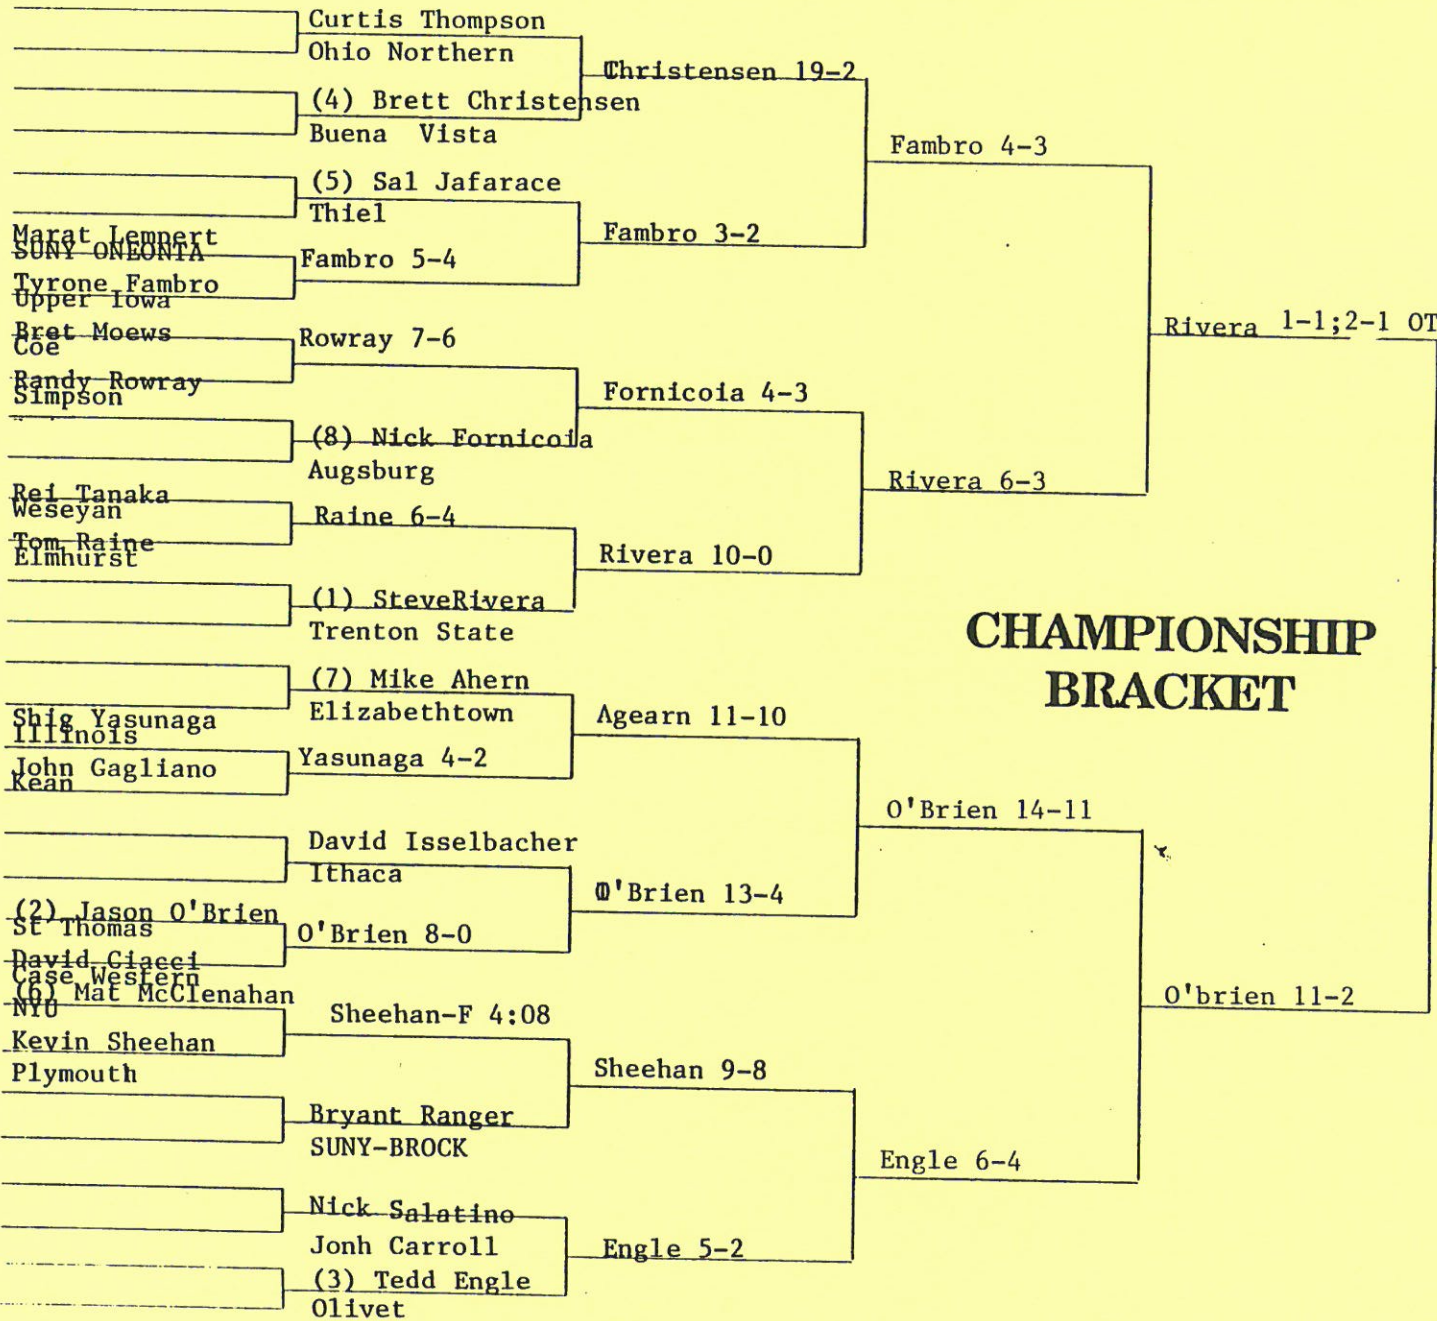 Curtis Thompson
Ohio Northern
Christensen 19-2
(4) Brett Christensen
Buena Vista
Fambro 4-3
(5) Sal Jafarace
Thiel
Marat Lempert
SUNY ONEONTA
Fambro 3-2
Fambro 5-4
Tyrone Fambro
Upper Iowa
Rivera 1-1;2-1 OT
Bret Moews
Coe
Rowray 7-6
Randy Rowray
Simpson
Fornicoia 4-3
(8) Nick Fornicoia
Augsburg
Rivera 6-3
Rei Tanaka
Weseyan
Raine 6-4
Tom Raine
Elmhurst
Rivera 10-0
(1) SteveRivera
Trenton State
CHAMPIONSHIP
BRACKET
(7) Mike Ahern
Elizabethtown
Agearn 11-10
Shig Yasunaga
Illinois
Yasunaga 4-2
John Gagliano
Kean
O'Brien 14-11
David Isselbacher
Ithaca
O'Brien 13-4
(2) Jason O'Brien
St Thomas
O'Brien 8-0
David Ciacci
Case Western
(6) Mat McClenahan
NYU
O'brien 11-2
Sheehan-F 4:08
Kevin Sheehan
Plymouth
Sheehan 9-8
Bryant Ranger
SUNY-BROCK
Engle 6-4
Nick Salatino
Jonh Carroll
Engle 5-2
(3) Tedd Engle
Olivet